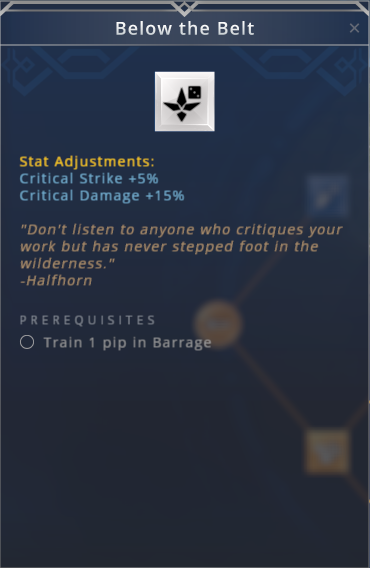 Below the Belt
Stat Adjustments:
Critical Strike +5%
Critical Damage +15%
"Don't listen to anyone who critiques your
work but has never stepped foot in the
wilderness."
-Halfhorn
PREREQUISITES
Train 1 pip in Barrage